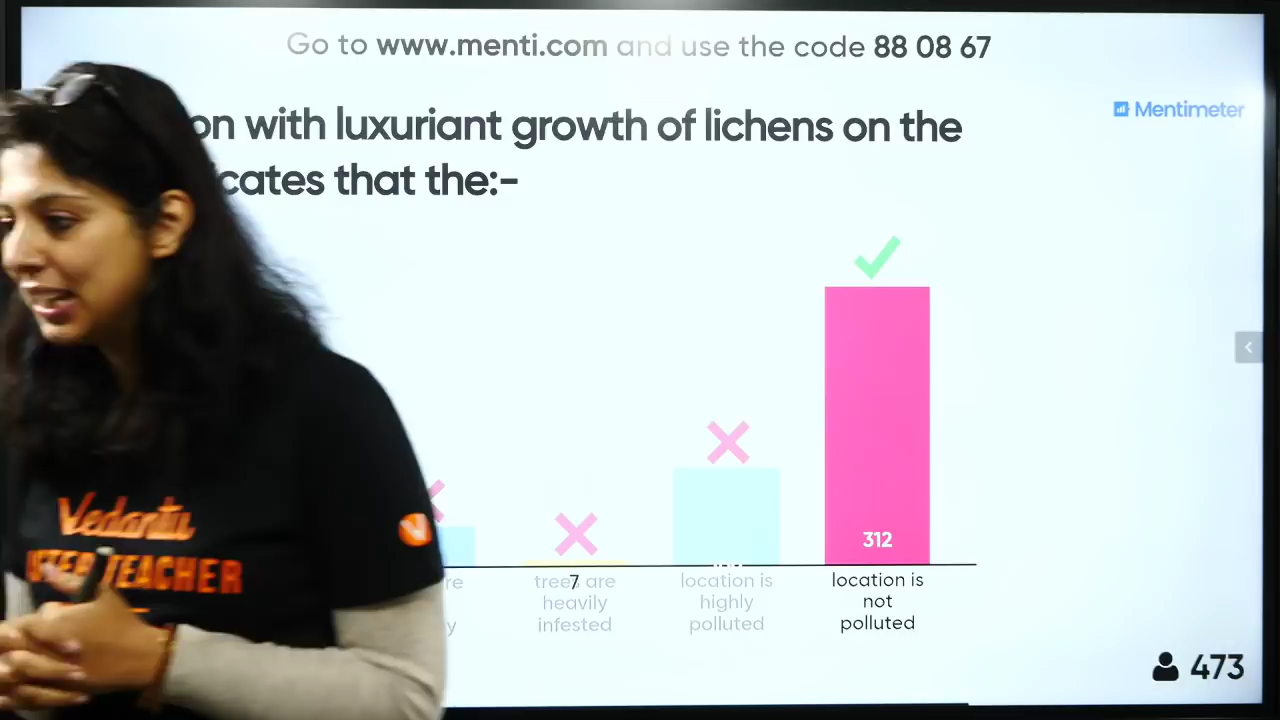 Go to www.menti.com and use the code 88 08 67
Mentimeter
on with luxuriant growth of lichens on the
cates that the:-
312
7
trees are
heavily
infested
location is
highly
polluted
location is
not
polluted
473
Vedantu
TEACHER